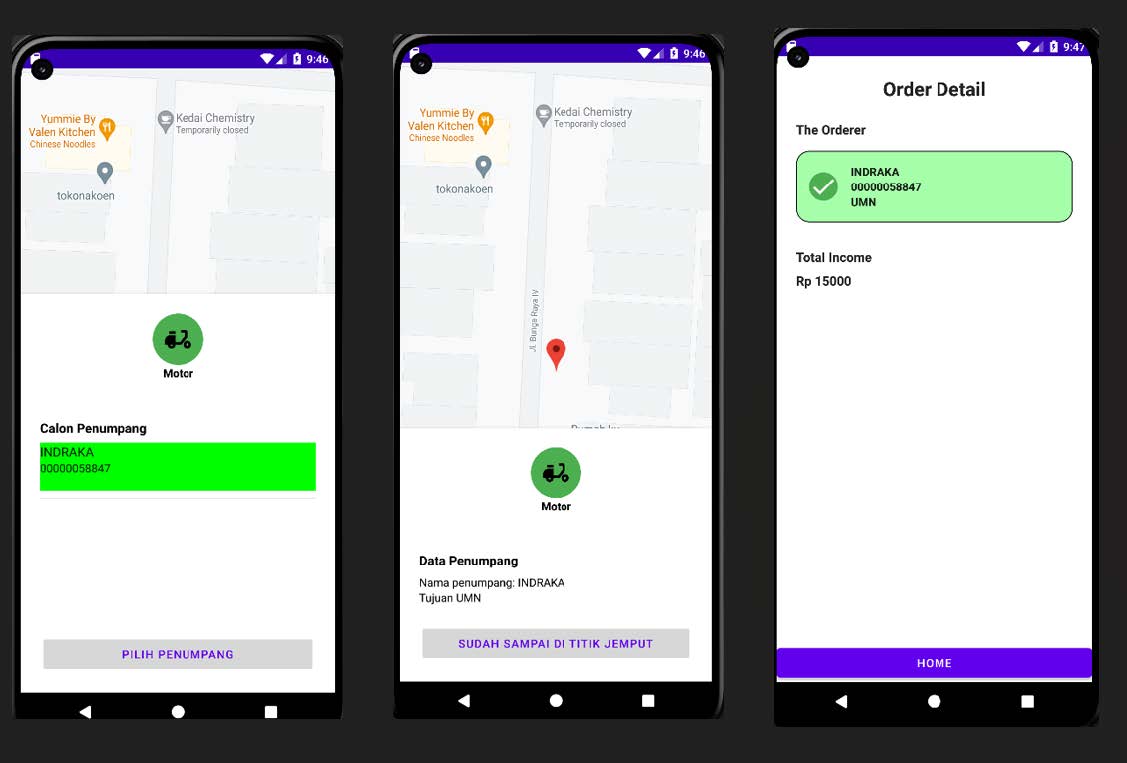 9:46
Yummie By
Valen Kitchen
Chinese Noodles
Kedai Chemistry
Temporarily closed
tokonakoen
Motor
Calon Penumpang
INDRAKA
00000058847
PILIH PENUMPANG
9:46
Yummie By
Valen Kitchen
Chinese Noodles
Kedai Chemistry
Temporarily closed
tokonakoen
Jl. Bunga Raya IV
Motor
Data Penumpang
Nama penumpang: INDRAKA
Tujuan UMN
SUDAH SAMPAI DI TITIK JEMPUT
9:47
Order Detail
The Orderer
INDRAKA
00000058847
UMN
Total Income
Rp 15000
HOME